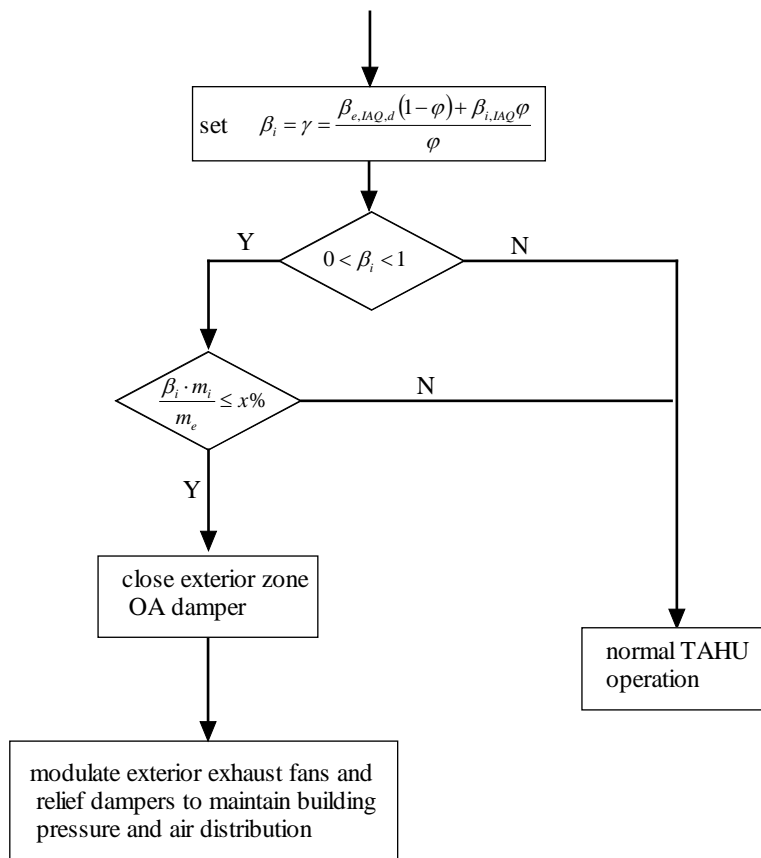 set β_i = γ = (β_{e,IAQ,d}(1−φ) + β_{i,IAQ}φ) / φ
Y
N
0 < β_i < 1
(β_i · m_i) / m_e ≤ x%
N
Y
close exterior zone
OA damper
normal TAHU
operation
modulate exterior exhaust fans and
relief dampers to maintain building
pressure and air distribution